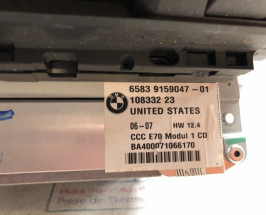 6583 9159047-01
108332 23
UNITED STATES
06-07 HW 12.4
CCC E70 Modul 1 CD
BA400071066170